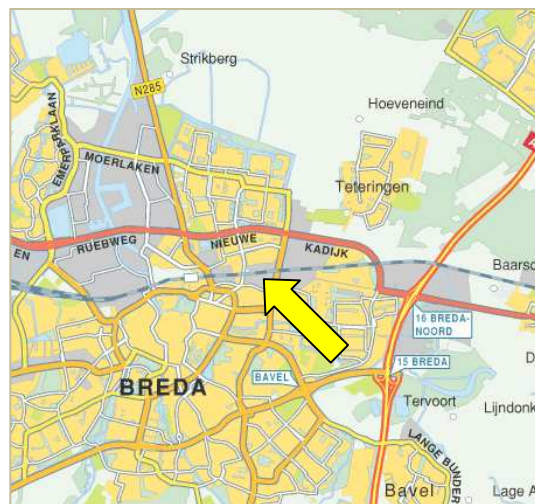 Strikberg
N285
Hoeveneind
EMERPARKLAAN
MOERLAKEN
Teteringen
EN
RUEBWEG
NIEUWE
KADIJK
Baarsc
16 BREDA-
NOORD
15 BREDA
BAVEL
BREDA
D
Tervoort
Lijndonk
LANGE BUNDER
Bavel
Lage A